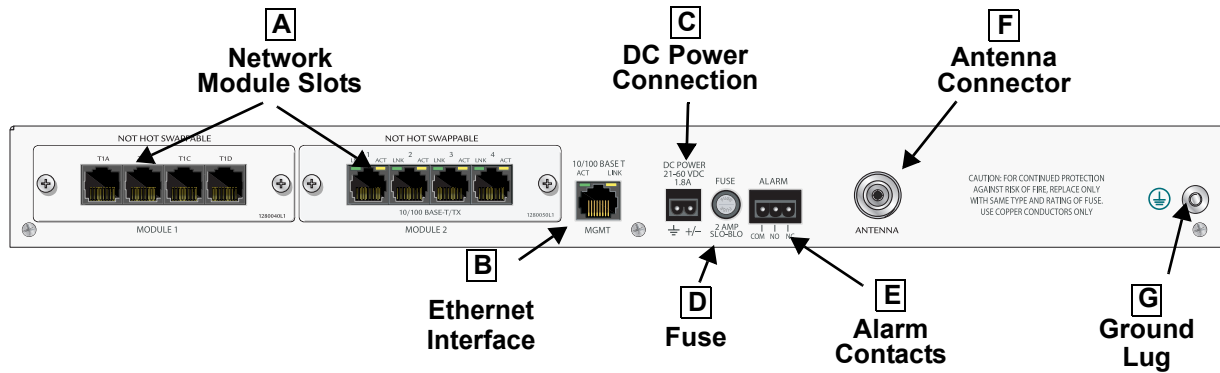 A
Network
Module Slots
C
DC Power
Connection
F
Antenna
Connector
NOT HOT SWAPPABLE
T1A T1C T1D
1280040L1
MODULE 1
NOT HOT SWAPPABLE
1 2 3 4
LNK ACT LNK ACT LNK ACT LNK ACT
10/100 BASE-T/TX
1280050L1
MODULE 2
10/100 BASE T
ACT LINK
MGMT
DC POWER
21-60 VDC
1.8A
+/−
FUSE
2 AMP
SLO-BLO
ALARM
COM NO NC
ANTENNA
CAUTION: FOR CONTINUED PROTECTION
AGAINST RISK OF FIRE, REPLACE ONLY
WITH SAME TYPE AND RATING OF FUSE.
USE COPPER CONDUCTORS ONLY
B
Ethernet
Interface
D
Fuse
E
Alarm
Contacts
G
Ground
Lug